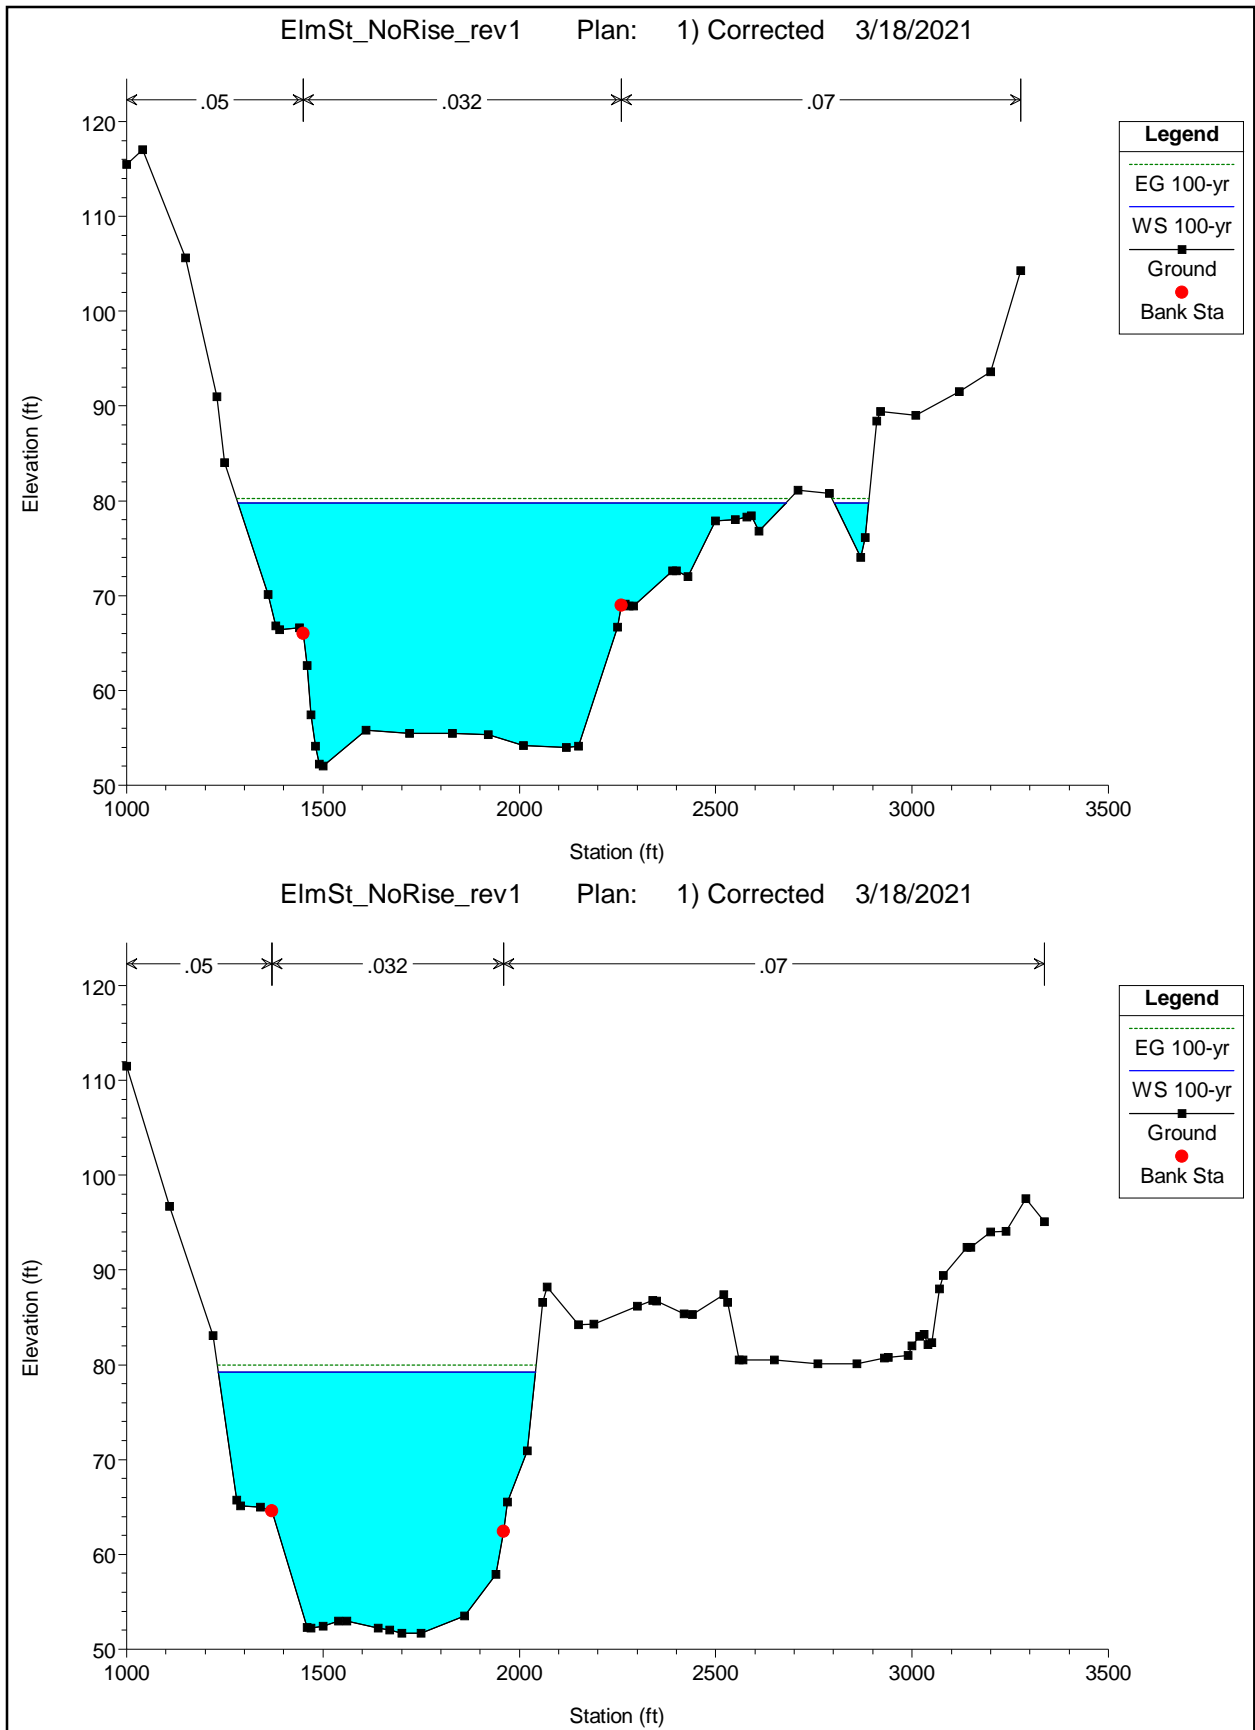 ElmSt_NoRise_rev1 Plan: 1) Corrected 3/18/2021
.05 .032 .07
Legend
EG 100-yr
WS 100-yr
Ground
Bank Sta
120
110
100
90
80
70
60
50
Elevation (ft)
1000 1500 2000 2500 3000 3500
Station (ft)
ElmSt_NoRise_rev1 Plan: 1) Corrected 3/18/2021
.05 .032 .07
Legend
EG 100-yr
WS 100-yr
Ground
Bank Sta
120
110
100
90
80
70
60
50
Elevation (ft)
1000 1500 2000 2500 3000 3500
Station (ft)